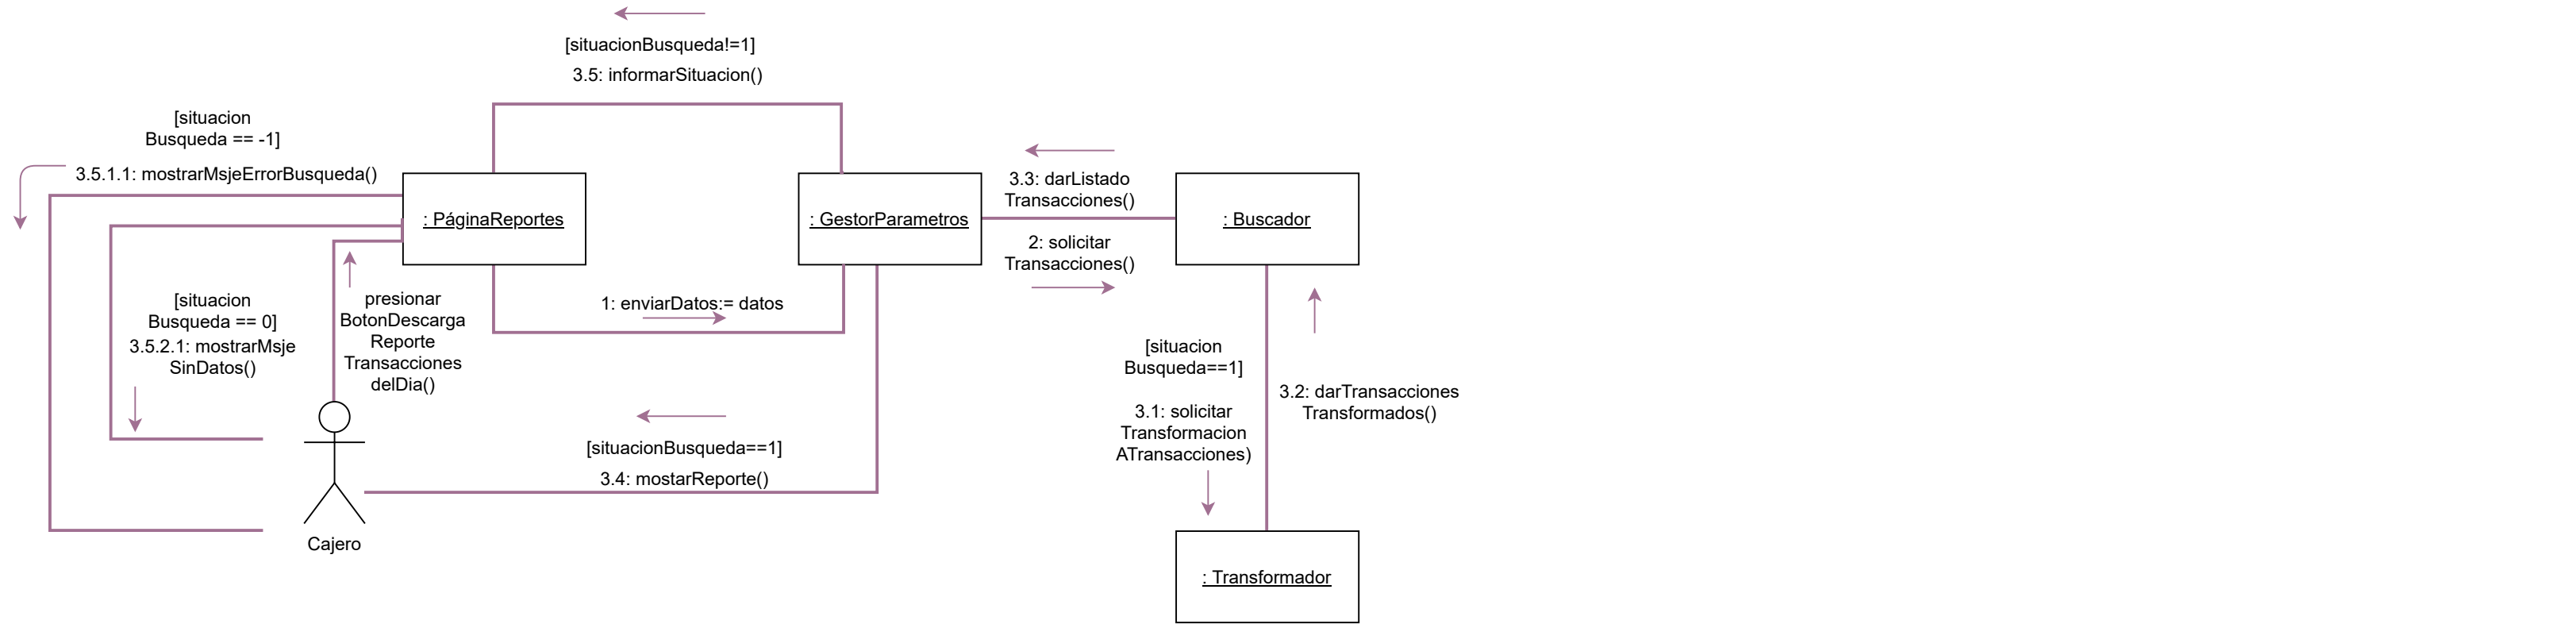 [situacionBusqueda!=1]
3.5: informarSituacion()
[situacion
Busqueda == -1]
3.5.1.1: mostrarMsjeErrorBusqueda()
: PáginaReportes
: GestorParametros
3.3: darListado
Transacciones()
: Buscador
2: solicitar
Transacciones()
[situacion
Busqueda == 0]
3.5.2.1: mostrarMsje
SinDatos()
presionar
BotonDescarga
Reporte
Transacciones
delDia()
1: enviarDatos:= datos
[situacion
Busqueda==1]
3.1: solicitar
Transformacion
ATransacciones)
3.2: darTransacciones
Transformados()
[situacionBusqueda==1]
3.4: mostarReporte()
Cajero
: Transformador